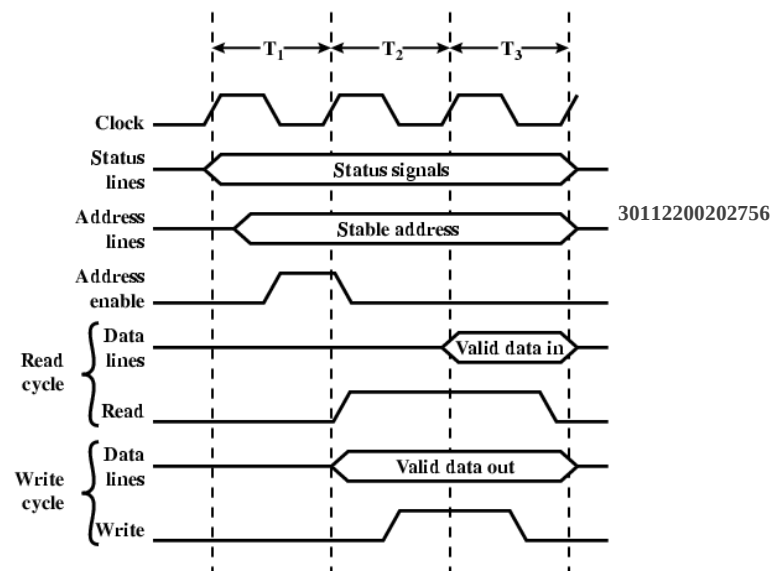 T1 T2 T3
Clock
Status
lines
Status signals
Address
lines
Stable address
30112200202756
Address
enable
Read
cycle
Data
lines
Valid data in
Read
Write
cycle
Data
lines
Valid data out
Write